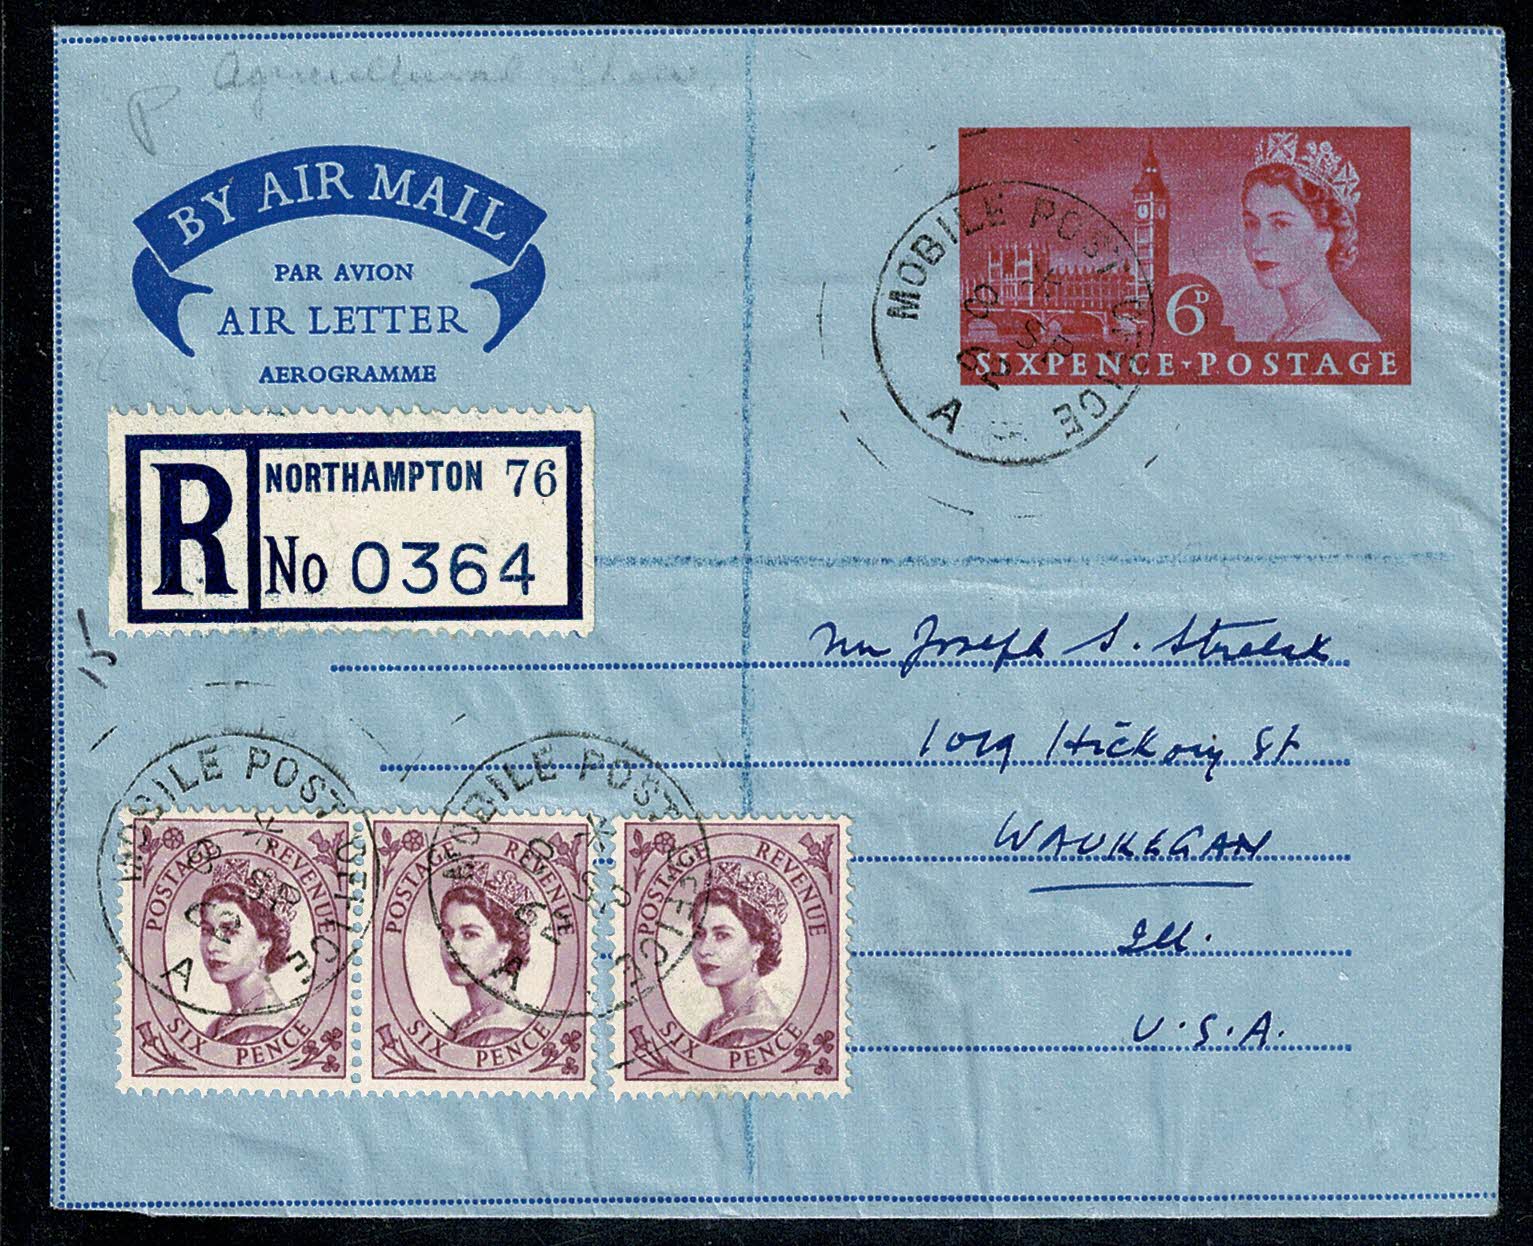 Agricultural Show
P
BY AIR MAIL
PAR AVION
AIR LETTER
AEROGRAMME
MOBILE POST OFFICE
A
6D
SIXPENCE POSTAGE
R
NORTHAMPTON 76
No 0364
15
Joseph S. Strelak
1019 Hickory St
WAUKEGAN
Ill.
U.S.A.
MOBILE POST OFFICE
A
MOBILE POST OFFICE
A
POSTAGE REVENUE
SIX PENCE
POSTAGE REVENUE
SIX PENCE
POSTAGE REVENUE
SIX PENCE